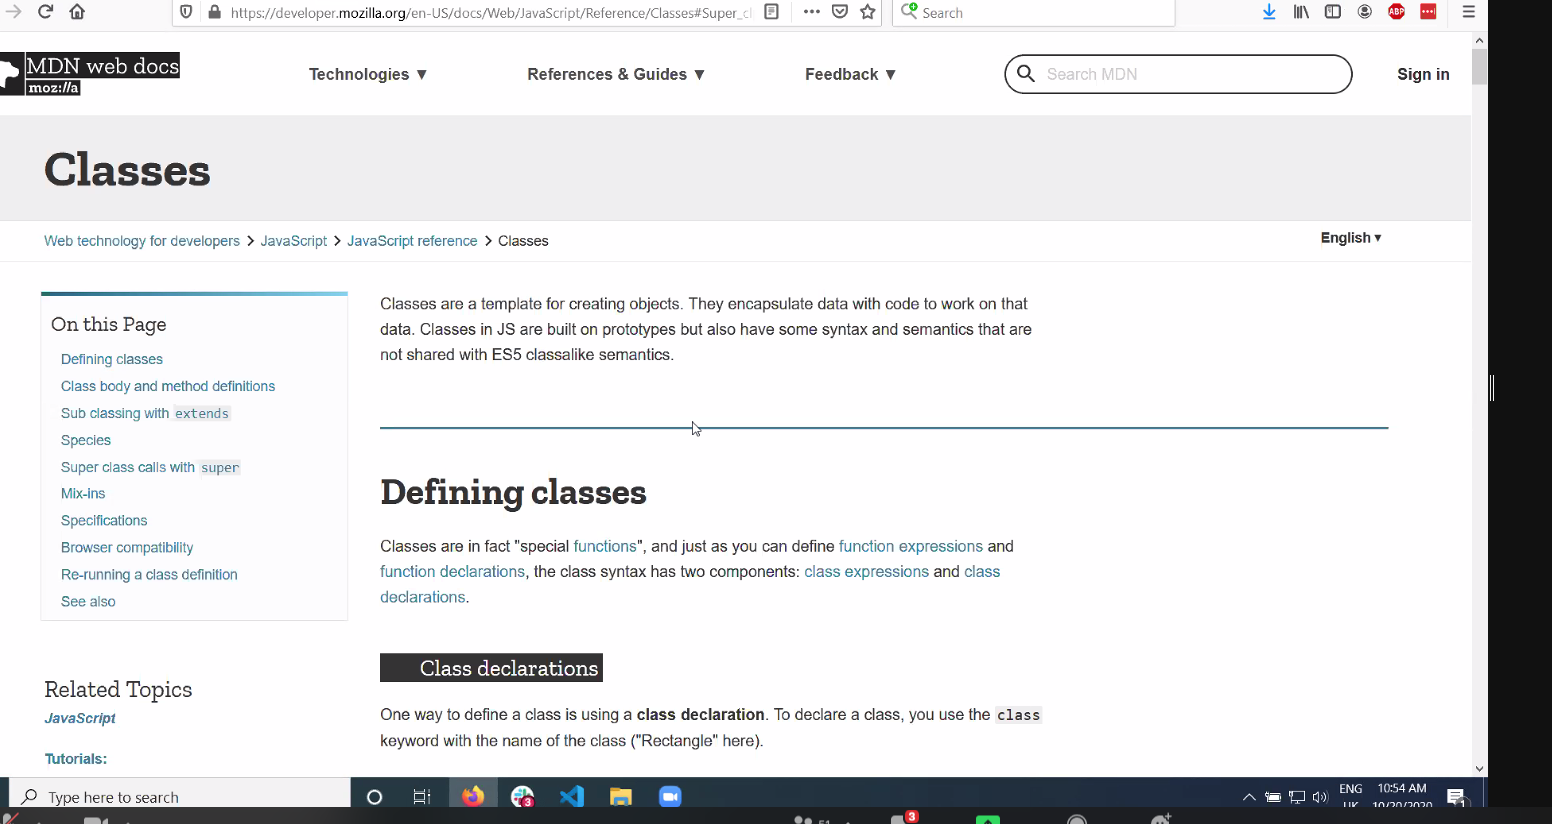 https://developer.mozilla.org/en-US/docs/Web/JavaScript/Reference/Classes#Super_c
Search
ABP
MDN web docs
moz://a
Technologies ▼
References & Guides ▼
Feedback ▼
Search MDN
Sign in
Classes
Web technology for developers > JavaScript > JavaScript reference > Classes
English ▾
On this Page
Defining classes
Class body and method definitions
Sub classing with extends
Species
Super class calls with super
Mix-ins
Specifications
Browser compatibility
Re-running a class definition
See also
Related Topics
JavaScript
Tutorials:
Classes are a template for creating objects. They encapsulate data with code to work on that
data. Classes in JS are built on prototypes but also have some syntax and semantics that are
not shared with ES5 classalike semantics.
Defining classes
Classes are in fact "special functions", and just as you can define function expressions and
function declarations, the class syntax has two components: class expressions and class
declarations.
Class declarations
One way to define a class is using a class declaration. To declare a class, you use the class
keyword with the name of the class ("Rectangle" here).
Type here to search
3
ENG
UK
10:54 AM
10/20/2020
1
51
3